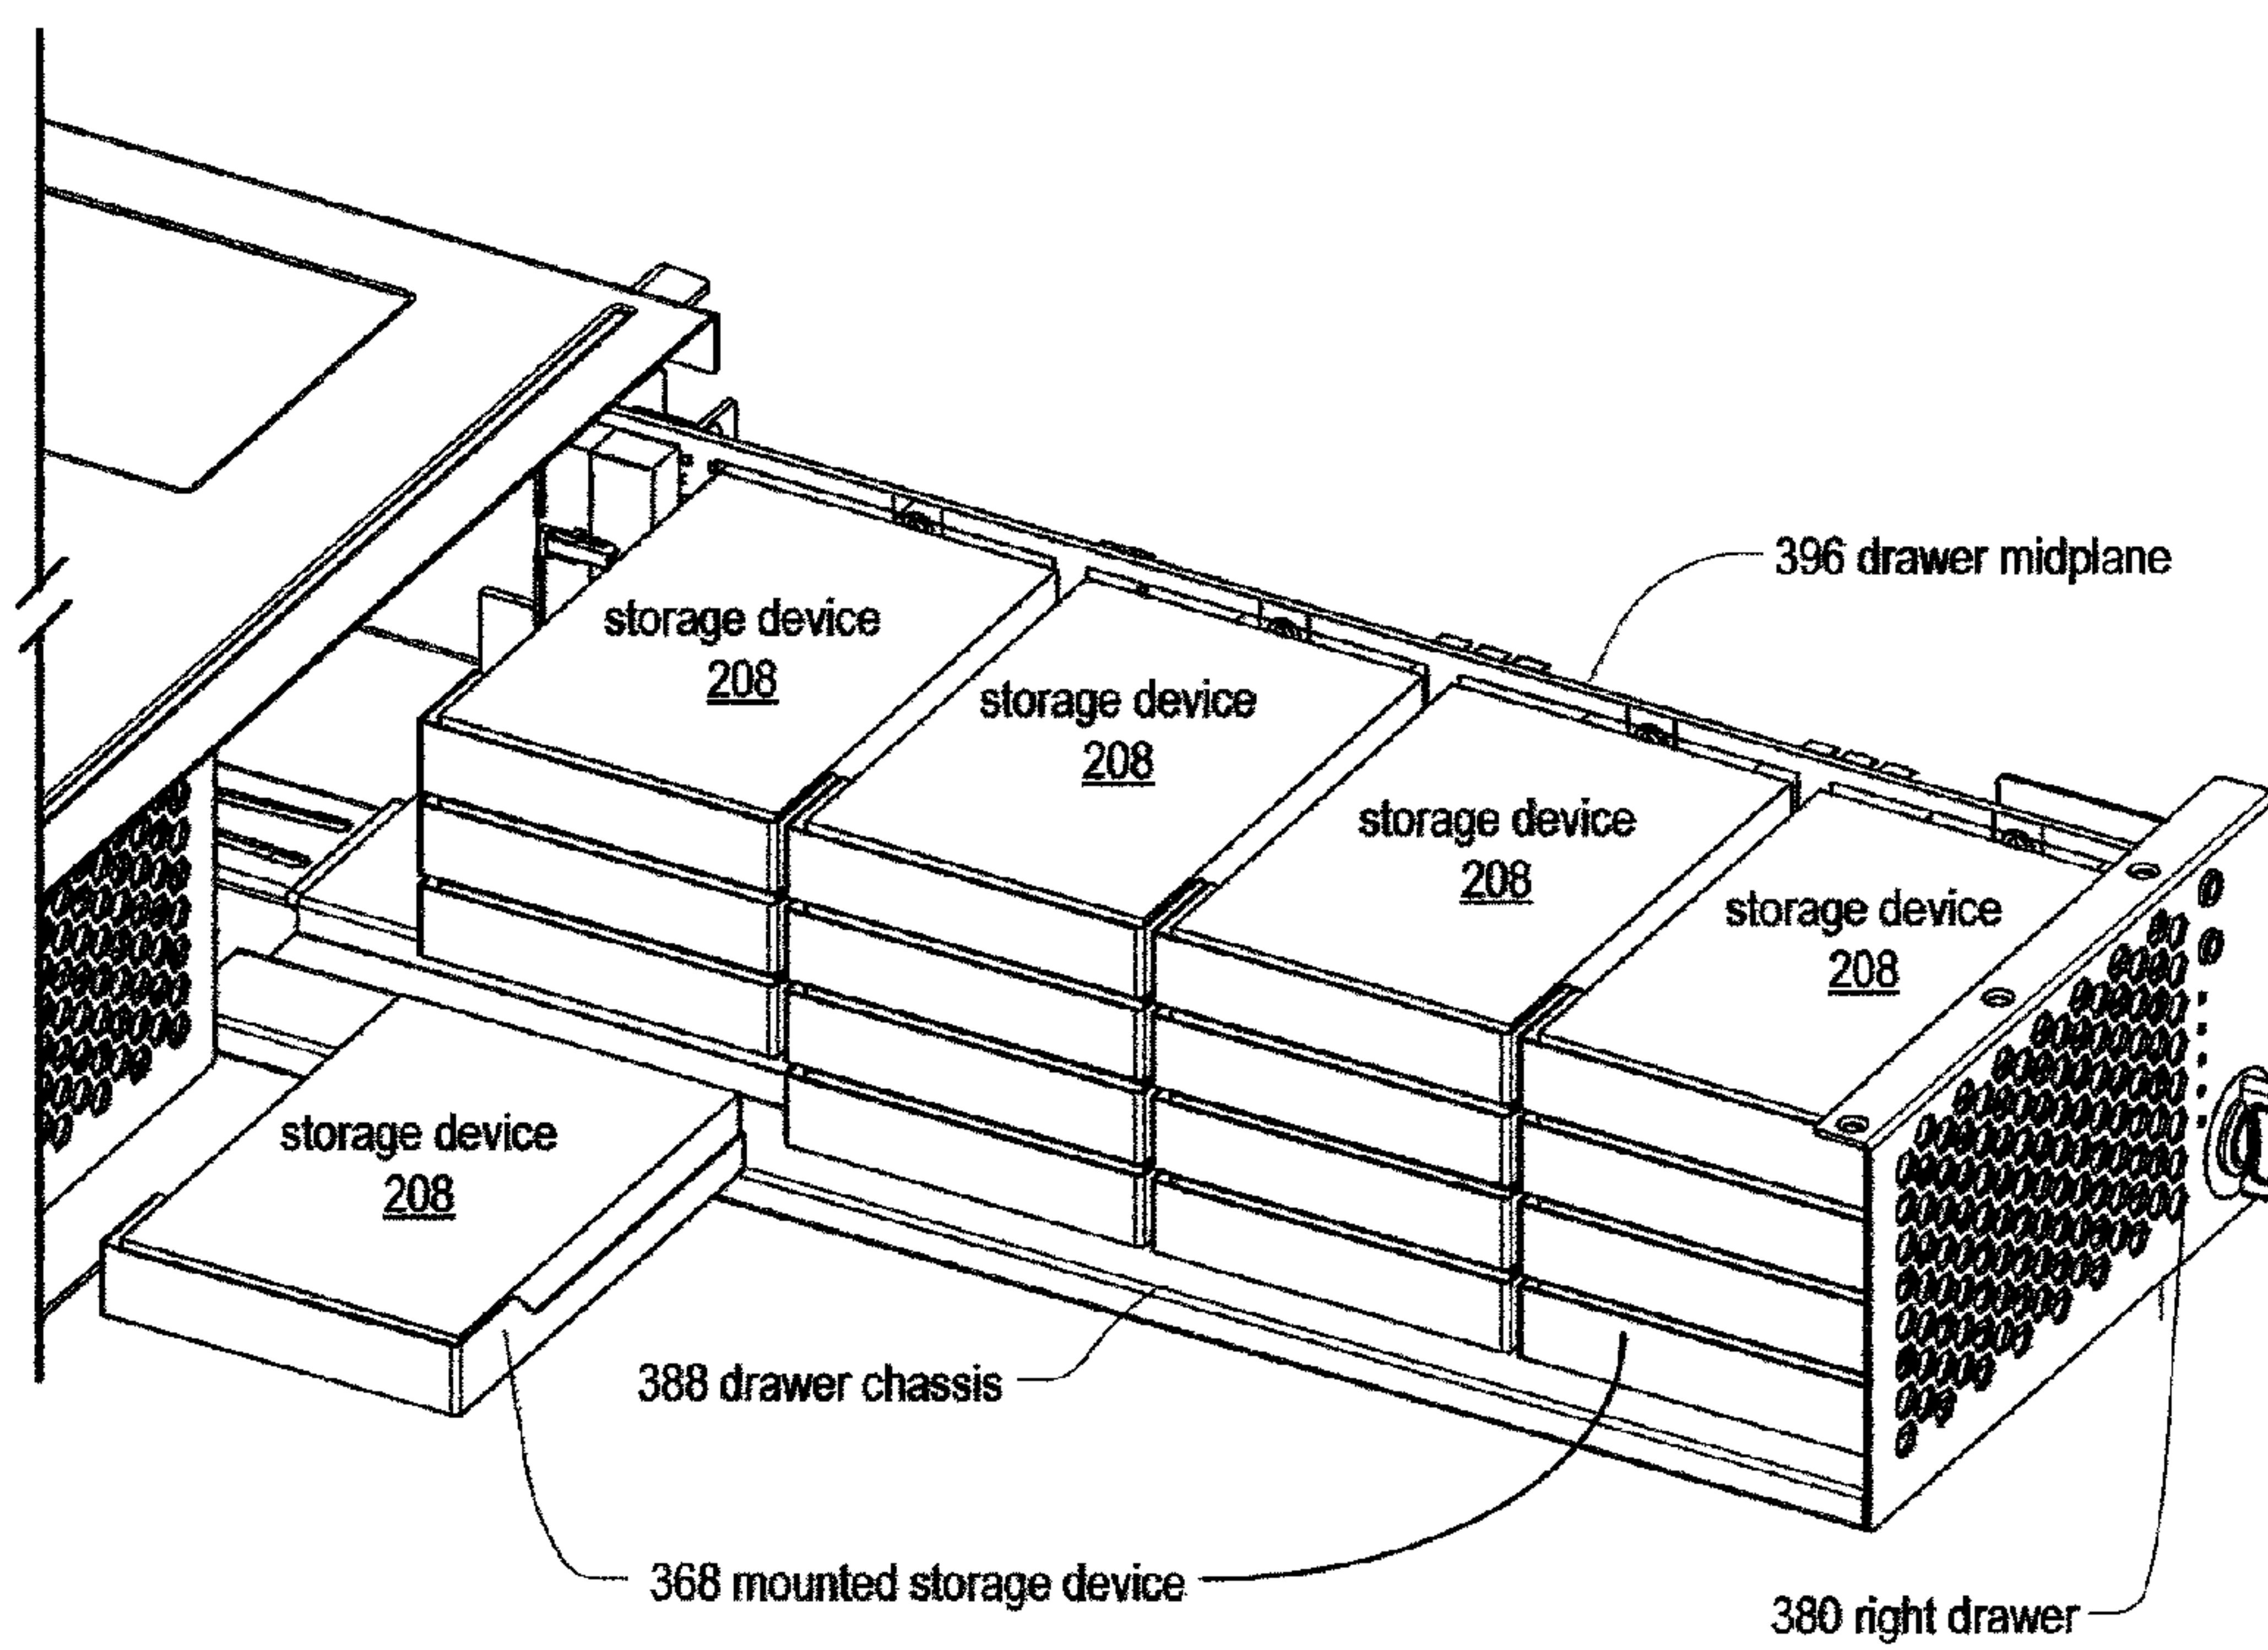 396 drawer midplane
storage device
208
storage device
208
storage device
208
storage device
208
storage device
208
388 drawer chassis
368 mounted storage device
380 right drawer